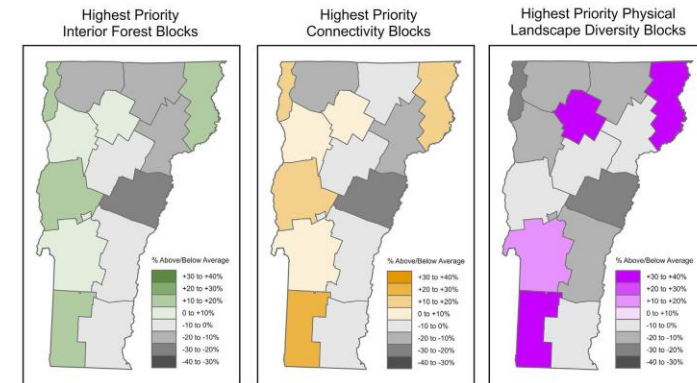 Highest Priority
Interior Forest Blocks
% Above/Below Average
+30 to +40%
+20 to +30%
+10 to +20%
0 to +10%
-10 to 0%
-20 to -10%
-30 to -20%
-40 to -30%
Highest Priority
Connectivity Blocks
% Above/Below Average
+30 to +40%
+20 to +30%
+10 to +20%
0 to +10%
-10 to 0%
-20 to -10%
-30 to -20%
-40 to -30%
Highest Priority Physical
Landscape Diversity Blocks
% Above/Below Average
+30 to +40%
+20 to +30%
+10 to +20%
0 to +10%
-10 to 0%
-20 to -10%
-30 to -20%
-40 to -30%